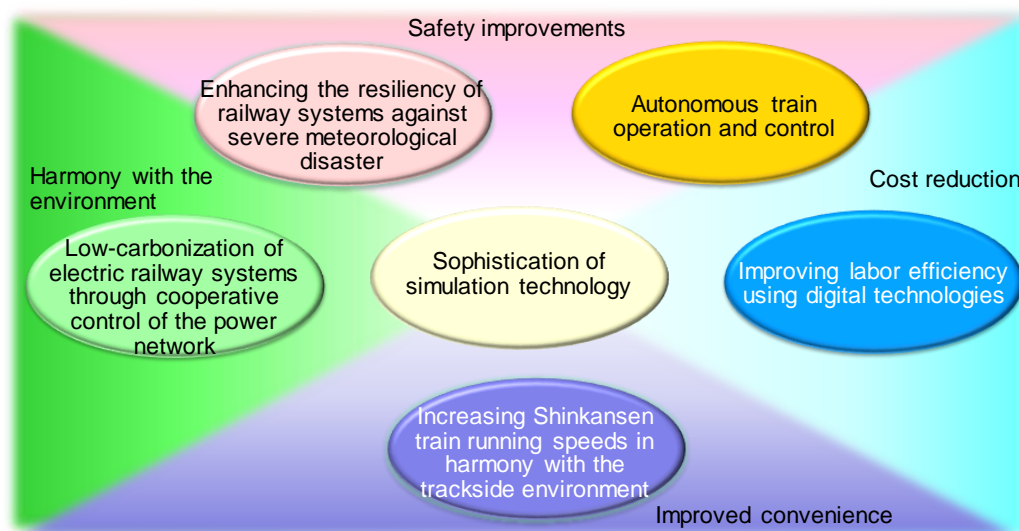 Safety improvements
Enhancing the resiliency of
railway systems against
severe meteorological
disaster
Autonomous train
operation and control
Harmony with the
environment
Cost reduction
Low-carbonization of
electric railway systems
through cooperative
control of the power
network
Sophistication of
simulation technology
Improving labor efficiency
using digital technologies
Increasing Shinkansen
train running speeds in
harmony with the
trackside environment
Improved convenience